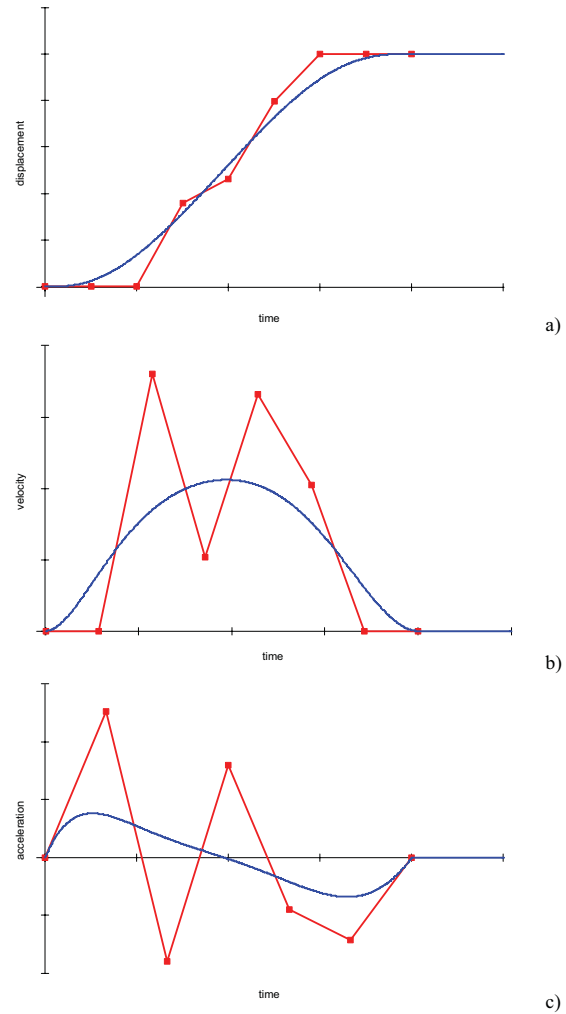 displacement
time
a)
velocity
time
b)
acceleration
time
c)